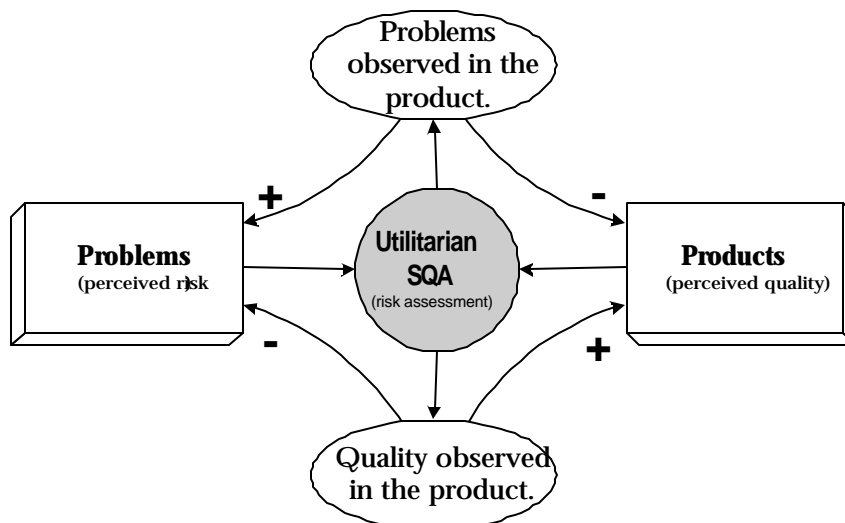 Problems
observed in the
product.
+
-
Problems
(perceived risk)
Utilitarian
SQA
(risk assessment)
Products
(perceived quality)
-
+
Quality observed
in the product.